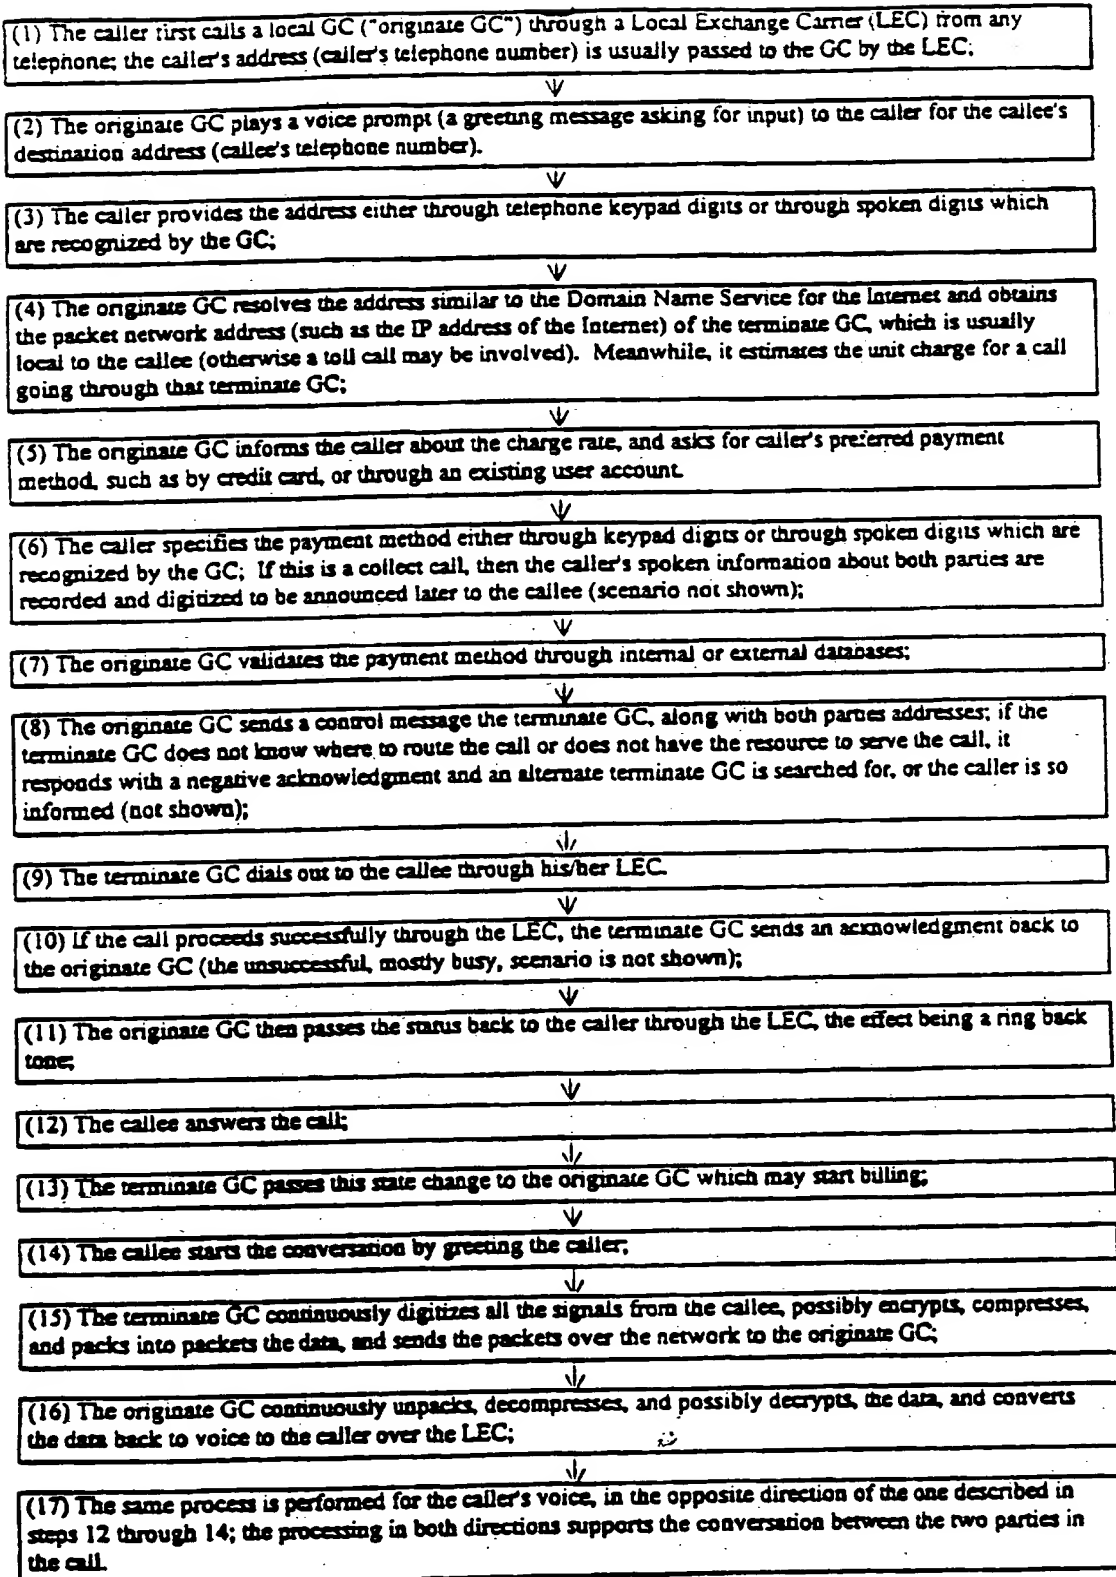 (1) The caller first calls a local GC ("originate GC") through a Local Exchange Carrier (LEC) from any
telephone; the caller's address (caller's telephone number) is usually passed to the GC by the LEC;
(2) The originate GC plays a voice prompt (a greeting message asking for input) to the caller for the callee's
destination address (callee's telephone number).
(3) The caller provides the address either through telephone keypad digits or through spoken digits which
are recognized by the GC;
(4) The originate GC resolves the address similar to the Domain Name Service for the Internet and obtains
the packet network address (such as the IP address of the Internet) of the terminate GC, which is usually
local to the callee (otherwise a toll call may be involved). Meanwhile, it estimates the unit charge for a call
going through that terminate GC;
(5) The originate GC informs the caller about the charge rate, and asks for caller's preferred payment
method, such as by credit card, or through an existing user account.
(6) The caller specifies the payment method either through keypad digits or through spoken digits which are
recognized by the GC; If this is a collect call, then the caller's spoken information about both parties are
recorded and digitized to be announced later to the callee (scenario not shown);
(7) The originate GC validates the payment method through internal or external databases;
(8) The originate GC sends a control message the terminate GC, along with both parties addresses; if the
terminate GC does not know where to route the call or does not have the resource to serve the call, it
responds with a negative acknowledgment and an alternate terminate GC is searched for, or the caller is so
informed (not shown);
(9) The terminate GC dials out to the callee through his/her LEC.
(10) If the call proceeds successfully through the LEC, the terminate GC sends an acknowledgment back to
the originate GC (the unsuccessful, mostly busy, scenario is not shown);
(11) The originate GC then passes the status back to the caller through the LEC, the effect being a ring back
tone;
(12) The callee answers the call;
(13) The terminate GC passes this state change to the originate GC which may start billing;
(14) The callee starts the conversation by greeting the caller;
(15) The terminate GC continuously digitizes all the signals from the callee, possibly encrypts, compresses,
and packs into packets the data, and sends the packets over the network to the originate GC;
(16) The originate GC continuously unpacks, decompresses, and possibly decrypts, the data, and converts
the data back to voice to the caller over the LEC;
(17) The same process is performed for the caller's voice, in the opposite direction of the one described in
steps 12 through 14; the processing in both directions supports the conversation between the two parties in
the call.